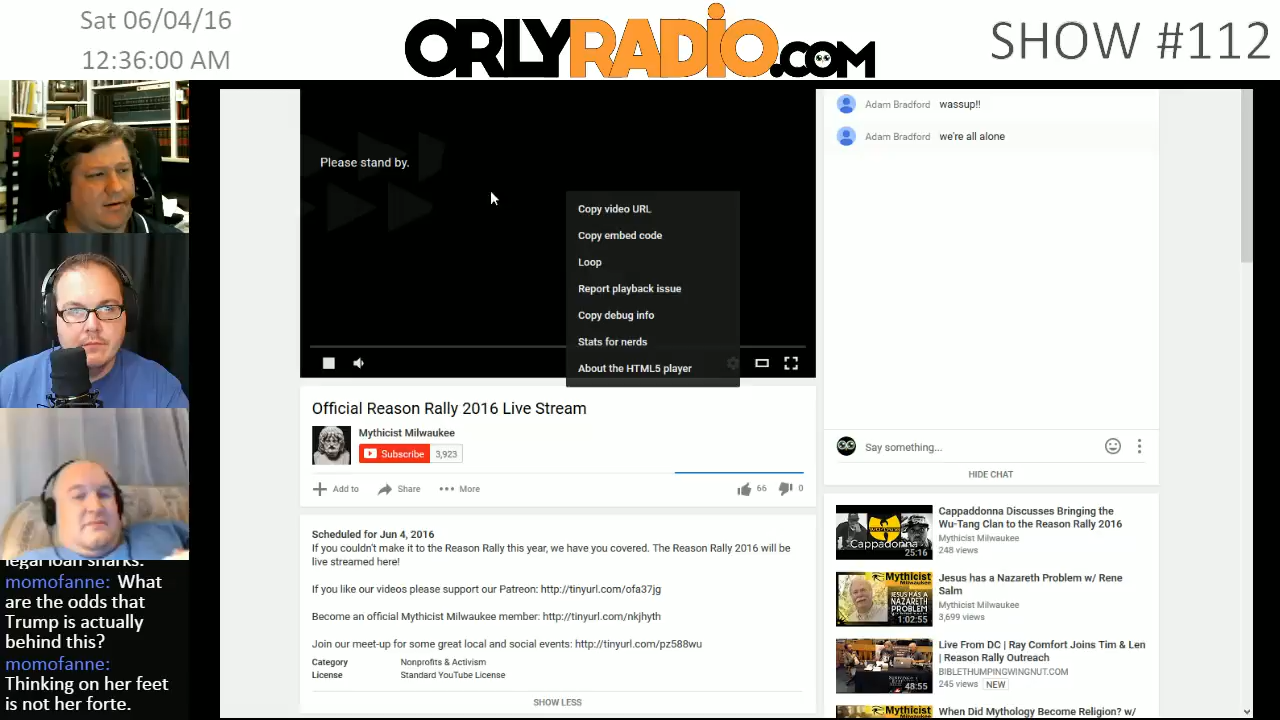 Sat 06/04/16
12:36:00 AM
ORLYRADIO.COM
SHOW #112
Please stand by.
Copy video URL
Copy embed code
Loop
Report playback issue
Copy debug info
Stats for nerds
About the HTML5 player
Official Reason Rally 2016 Live Stream
Mythicist Milwaukee
Subscribe 3,923
Add to Share More 66 0
Scheduled for Jun 4, 2016
If you couldn't make it to the Reason Rally this year, we have you covered. The Reason Rally 2016 will be
live streamed here!
If you like our videos please support our Patreon: http://tinyurl.com/ofa37jg
Become an official Mythicist Milwaukee member: http://tinyurl.com/nkjhyth
Join our meet-up for some great local and social events: http://tinyurl.com/pz588wu
Category Nonprofits & Activism
License Standard YouTube License
SHOW LESS
Adam Bradford wassup!!
Adam Bradford we're all alone
Say something...
HIDE CHAT
Cappaddonna Discusses Bringing the
Wu-Tang Clan to the Reason Rally 2016
Mythicist Milwaukee
248 views
Cappadonna
25:16
Jesus has a Nazareth Problem w/ Rene
Salm
Mythicist Milwaukee
3,699 views
Mythicist
JESUS HAS A
NAZARETH
PROBLEM
1:02:55
Live From DC | Ray Comfort Joins Tim & Len
| Reason Rally Outreach
BIBLETHUMPINGWINGNUT.COM
245 views NEW
48:55
When Did Mythology Become Religion? w/
Mythicist
legal loan sharks.
momofanne: What
are the odds that
Trump is actually
behind this?
momofanne:
Thinking on her feet
is not her forte.